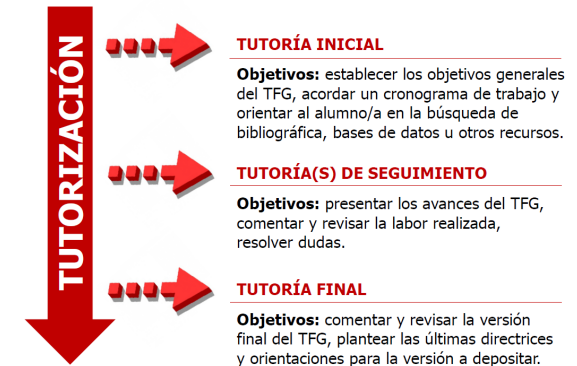 TUTORIZACIÓN
TUTORÍA INICIAL
Objetivos: establecer los objetivos generales
del TFG, acordar un cronograma de trabajo y
orientar al alumno/a en la búsqueda de
bibliográfica, bases de datos u otros recursos.
TUTORÍA(S) DE SEGUIMIENTO
Objetivos: presentar los avances del TFG,
comentar y revisar la labor realizada,
resolver dudas.
TUTORÍA FINAL
Objetivos: comentar y revisar la versión
final del TFG, plantear las últimas directrices
y orientaciones para la versión a depositar.